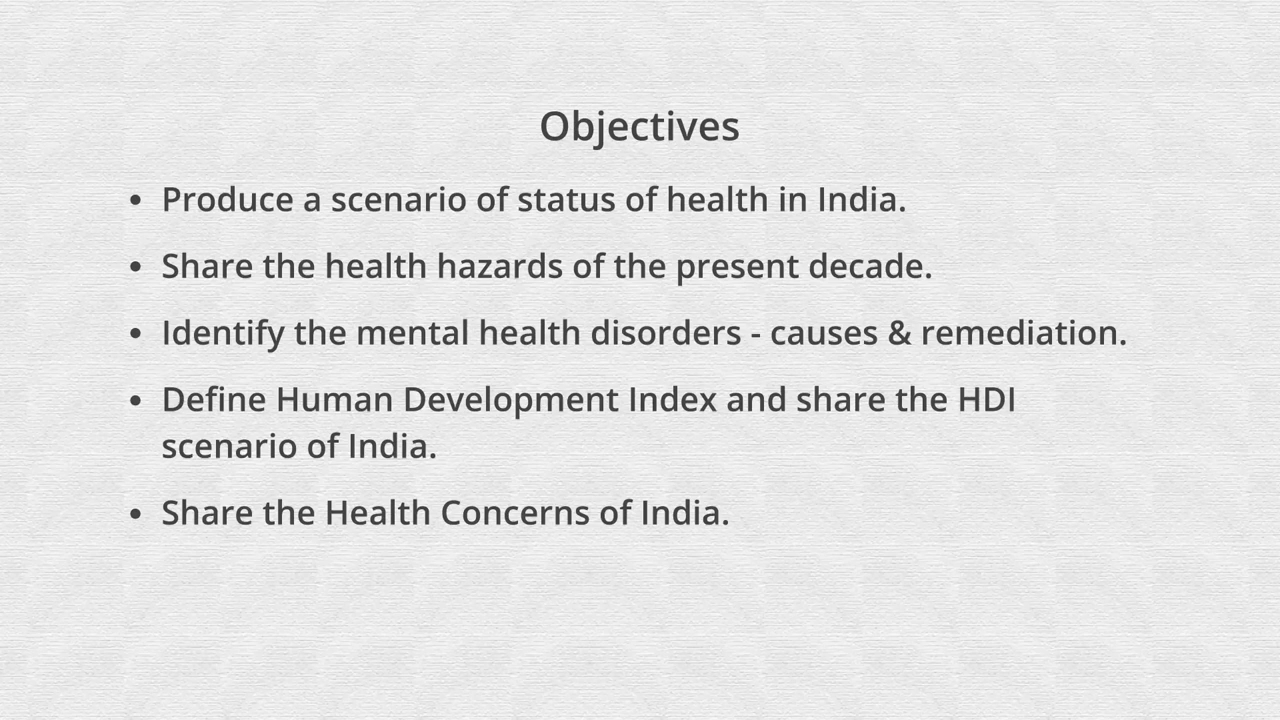 Objectives
• Produce a scenario of status of health in India.
• Share the health hazards of the present decade.
• Identify the mental health disorders - causes & remediation.
• Define Human Development Index and share the HDI
scenario of India.
• Share the Health Concerns of India.